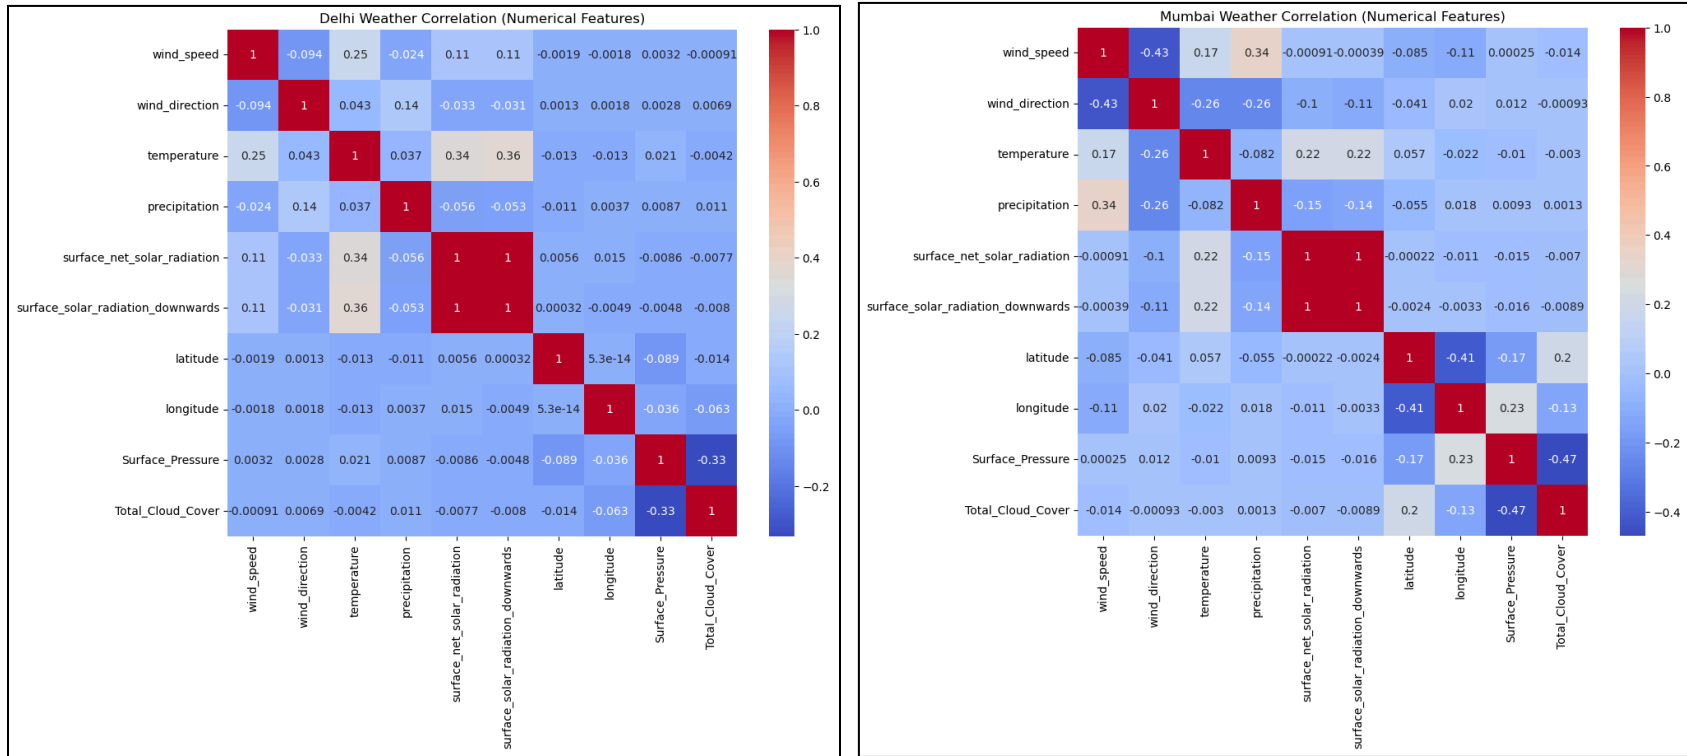 Delhi Weather Correlation (Numerical Features)
wind_speed 1 -0.094 0.25 -0.024 0.11 0.11 -0.0019 -0.0018 0.0032 -0.00091
wind_direction -0.094 1 0.043 0.14 -0.033 -0.031 0.0013 0.0018 0.0028 0.0069
temperature 0.25 0.043 1 0.037 0.34 0.36 -0.013 -0.013 0.021 -0.0042
precipitation -0.024 0.14 0.037 1 -0.056 -0.053 -0.011 0.0037 0.0087 0.011
surface_net_solar_radiation 0.11 -0.033 0.34 -0.056 1 1 0.0056 0.015 -0.0086 -0.0077
surface_solar_radiation_downwards 0.11 -0.031 0.36 -0.053 1 1 0.00032 -0.0049 -0.0048 -0.008
latitude -0.0019 0.0013 -0.013 -0.011 0.0056 0.00032 1 5.3e-14 -0.089 -0.014
longitude -0.0018 0.0018 -0.013 0.0037 0.015 -0.0049 5.3e-14 1 -0.036 -0.063
Surface_Pressure 0.0032 0.0028 0.021 0.0087 -0.0086 -0.0048 -0.089 -0.036 1 -0.33
Total_Cloud_Cover -0.00091 0.0069 -0.0042 0.011 -0.0077 -0.008 -0.014 -0.063 -0.33 1
wind_speed
wind_direction
temperature
precipitation
surface_net_solar_radiation
surface_solar_radiation_downwards
latitude
longitude
Surface_Pressure
Total_Cloud_Cover
1.0
0.8
0.6
0.4
0.2
0.0
−0.2
Mumbai Weather Correlation (Numerical Features)
wind_speed 1 -0.43 0.17 0.34 -0.00091 -0.00039 -0.085 -0.11 0.00025 -0.014
wind_direction -0.43 1 -0.26 -0.26 -0.1 -0.11 -0.041 0.02 0.012 -0.00093
temperature 0.17 -0.26 1 -0.082 0.22 0.22 0.057 -0.022 -0.01 -0.003
precipitation 0.34 -0.26 -0.082 1 -0.15 -0.14 -0.055 0.018 0.0093 0.0013
surface_net_solar_radiation -0.00091 -0.1 0.22 -0.15 1 1 -0.00022 -0.011 -0.015 -0.007
surface_solar_radiation_downwards -0.00039 -0.11 0.22 -0.14 1 1 -0.0024 -0.0033 -0.016 -0.0089
latitude -0.085 -0.041 0.057 -0.055 -0.00022 -0.0024 1 -0.41 -0.17 0.2
longitude -0.11 0.02 -0.022 0.018 -0.011 -0.0033 -0.41 1 0.23 -0.13
Surface_Pressure 0.00025 0.012 -0.01 0.0093 -0.015 -0.016 -0.17 0.23 1 -0.47
Total_Cloud_Cover -0.014 -0.00093 -0.003 0.0013 -0.007 -0.0089 0.2 -0.13 -0.47 1
wind_speed
wind_direction
temperature
precipitation
surface_net_solar_radiation
surface_solar_radiation_downwards
latitude
longitude
Surface_Pressure
Total_Cloud_Cover
1.0
0.8
0.6
0.4
0.2
0.0
−0.2
−0.4